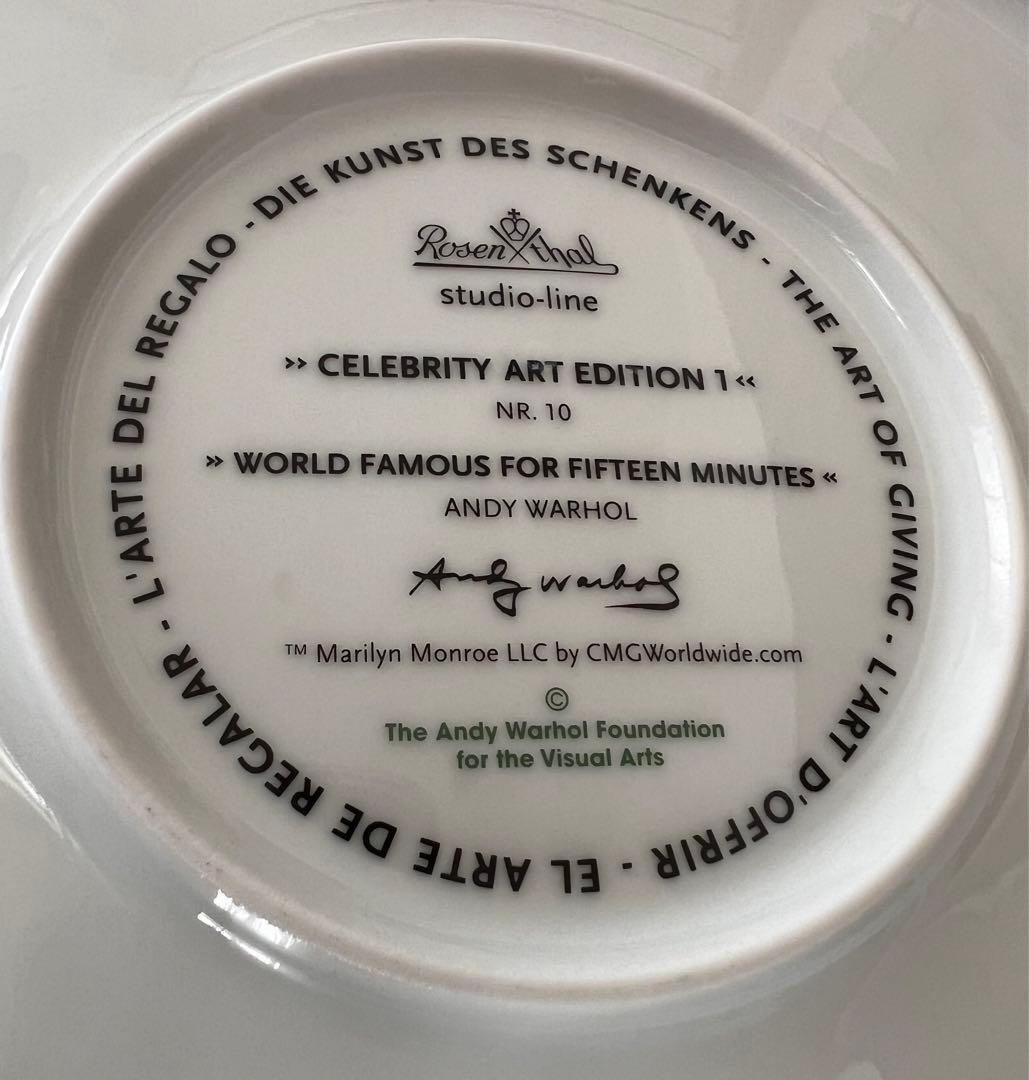 DIE KUNST DES SCHENKENS - THE ART OF GIVING - L'ART D'OFFRIR - EL ARTE DE REGALAR - L'ARTE DEL REGALO -
Rosenthal
studio-line
›› CELEBRITY ART EDITION 1 ‹‹
NR. 10
›› WORLD FAMOUS FOR FIFTEEN MINUTES ‹‹
ANDY WARHOL
Andy Warhol
™ Marilyn Monroe LLC by CMGWorldwide.com
©
The Andy Warhol Foundation
for the Visual Arts